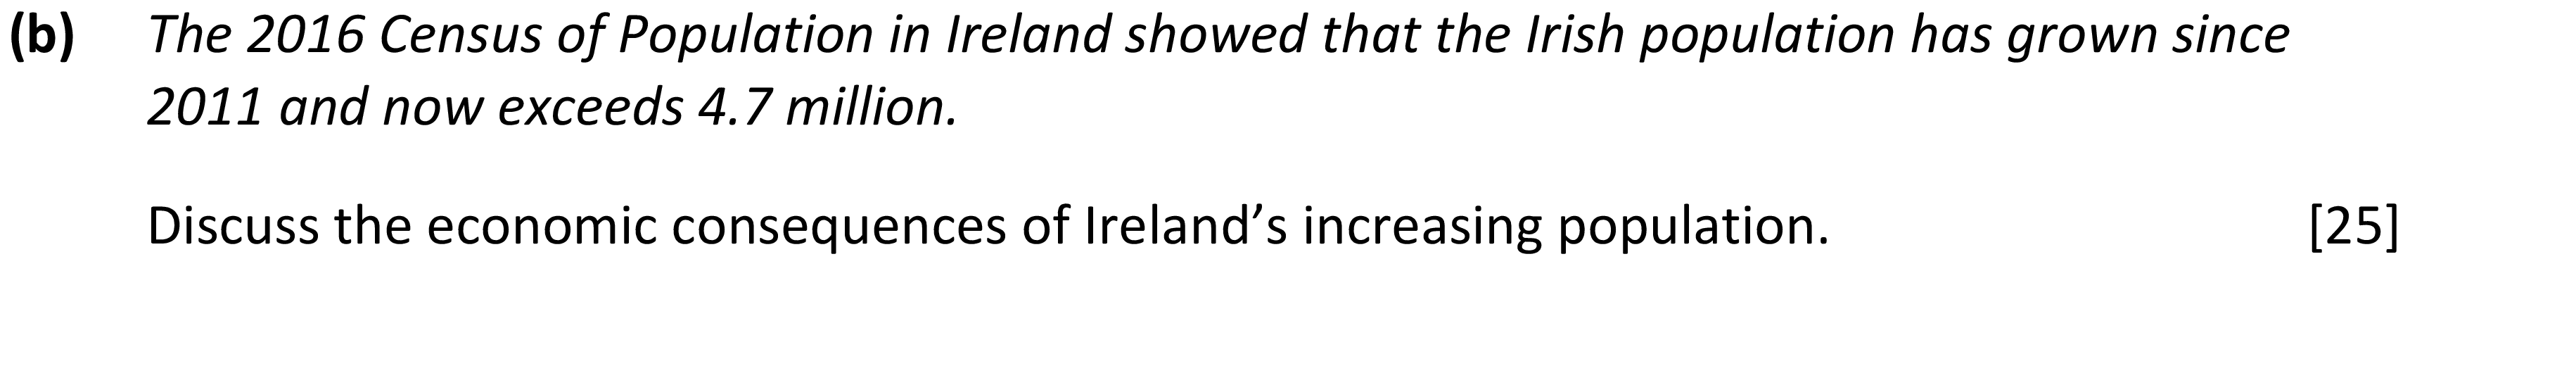 (b) The 2016 Census of Population in Ireland showed that the Irish population has grown since
2011 and now exceeds 4.7 million.
Discuss the economic consequences of Ireland’s increasing population. [25]